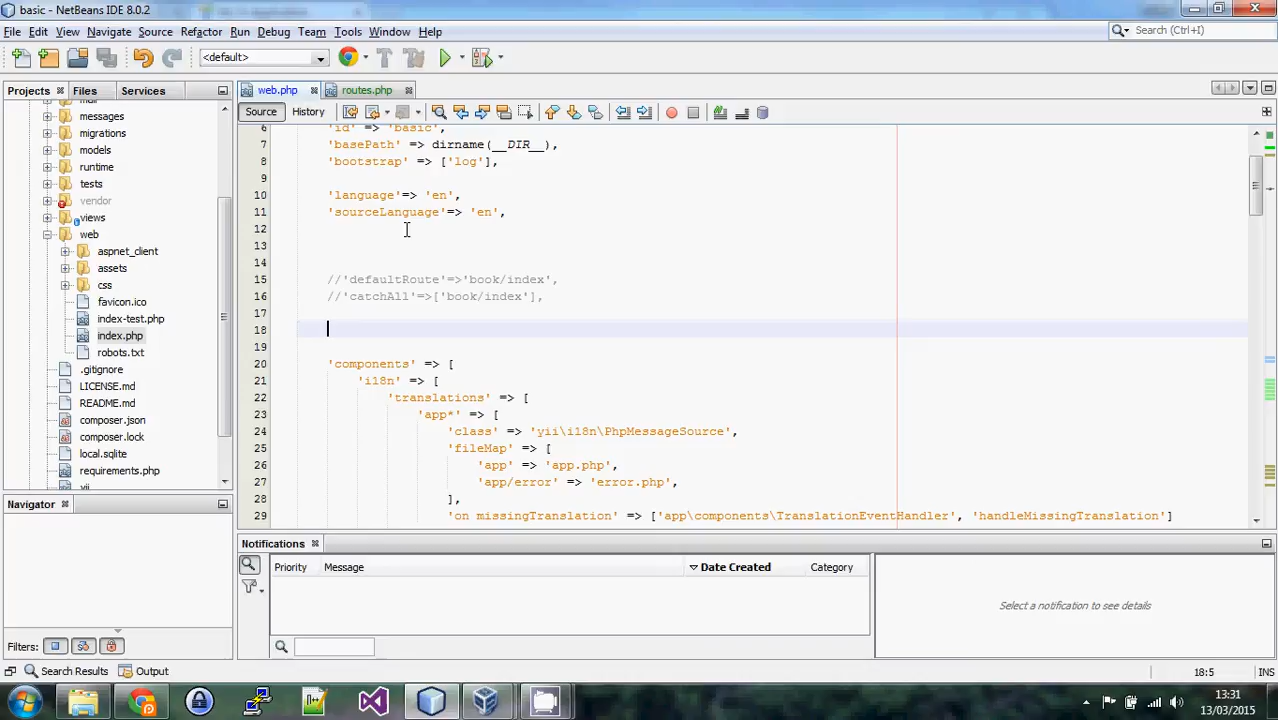 basic - NetBeans IDE 8.0.2
File Edit View Navigate Source Refactor Run Debug Team Tools Window Help
Search (Ctrl+I)
<default>
Projects Files Services
web.php routes.php
Source History
messages
migrations
models
runtime
tests
vendor
views
web
aspnet_client
assets
css
favicon.ico
index-test.php
index.php
robots.txt
.gitignore
LICENSE.md
README.md
composer.json
composer.lock
local.sqlite
requirements.php
yii
6 'id' => 'basic',
7 'basePath' => dirname(__DIR__),
8 'bootstrap' => ['log'],
9
10 'language'=> 'en',
11 'sourceLanguage'=> 'en',
12
13
14
15 //'defaultRoute'=>'book/index',
16 //'catchAll'=>['book/index'],
17
18
19
20 'components' => [
21 'i18n' => [
22 'translations' => [
23 'app*' => [
24 'class' => 'yii\i18n\PhpMessageSource',
25 'fileMap' => [
26 'app' => 'app.php',
27 'app/error' => 'error.php',
28 ],
29 'on missingTranslation' => ['app\components\TranslationEventHandler', 'handleMissingTranslation']
Navigator
Filters:
Notifications
Priority Message Date Created Category
Select a notification to see details
Search Results Output
18:5 INS
13:31
13/03/2015